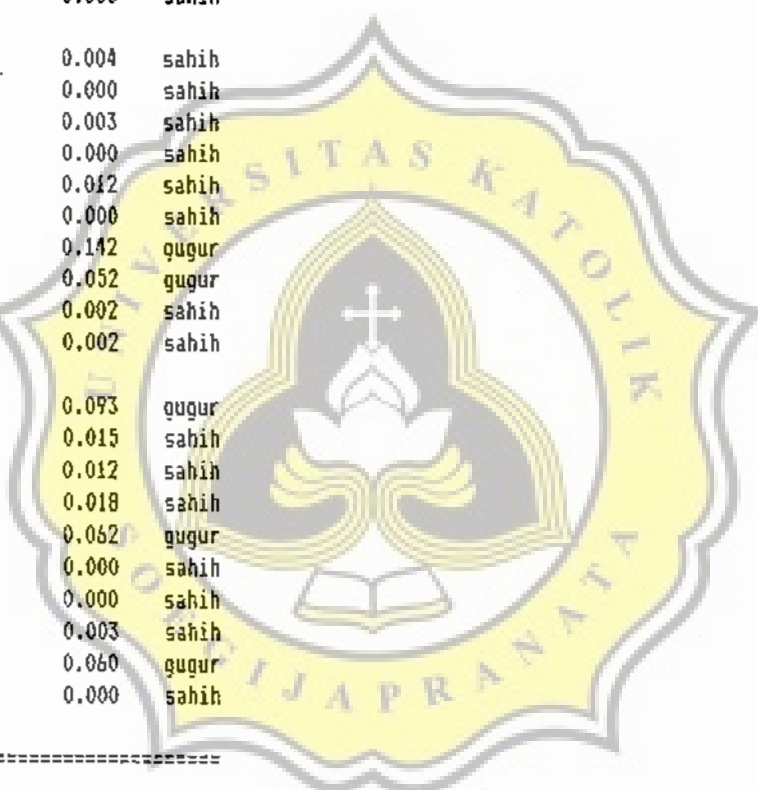 0.004 sahih
0.000 sahih
0.003 sahih
0.000 sahih
0.012 sahih
0.000 sahih
0.142 gugur
0.052 gugur
0.002 sahih
0.002 sahih
0.093 gugur
0.015 sahih
0.012 sahih
0.018 sahih
0.062 gugur
0.000 sahih
0.000 sahih
0.003 sahih
0.060 gugur
0.000 sahih
======================
UNIVERSITAS KATOLIK
SOEGIJAPRANATA